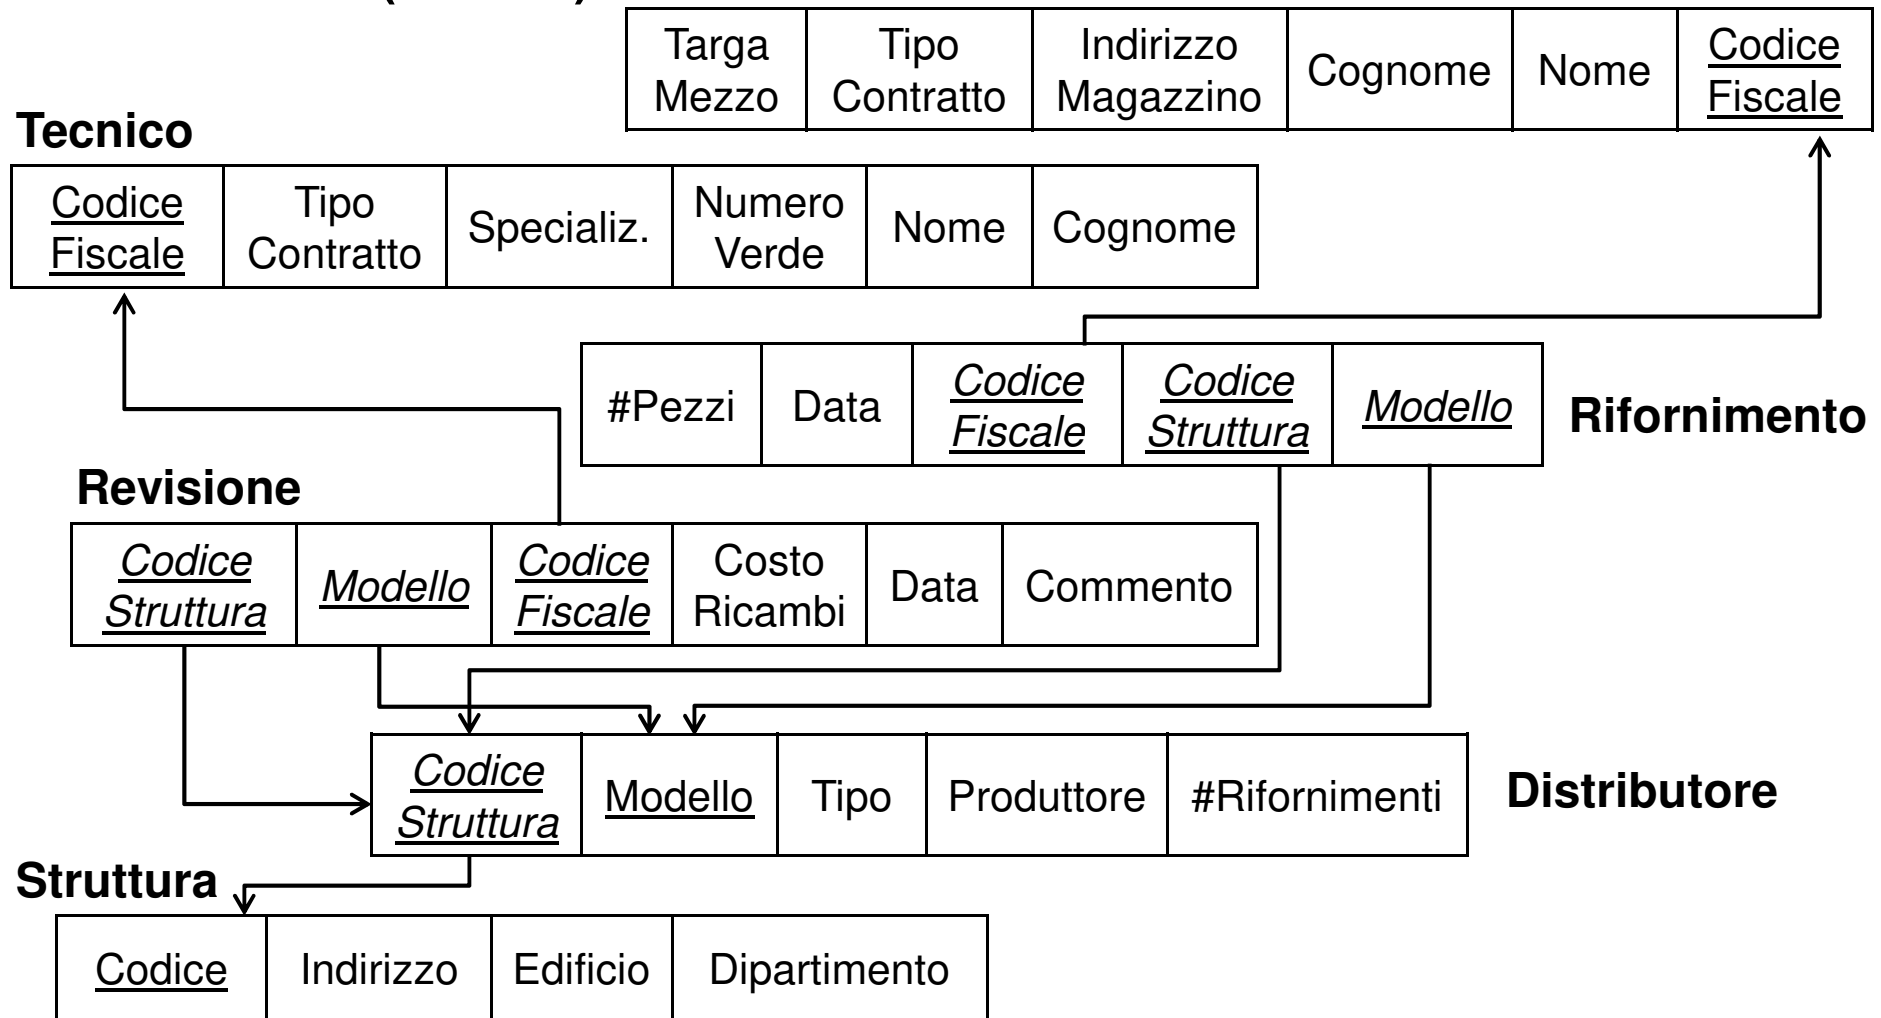 Targa Tipo Indirizzo Cognome Nome Codice
Mezzo Contratto Magazzino Fiscale
Tecnico
Codice Tipo Specializ. Numero Nome Cognome
Fiscale Contratto Verde
#Pezzi Data Codice Codice Modello
Fiscale Struttura
Rifornimento
Revisione
Codice Modello Codice Costo Data Commento
Struttura Fiscale Ricambi
Codice Modello Tipo Produttore #Rifornimenti
Struttura
Distributore
Struttura
Codice Indirizzo Edificio Dipartimento